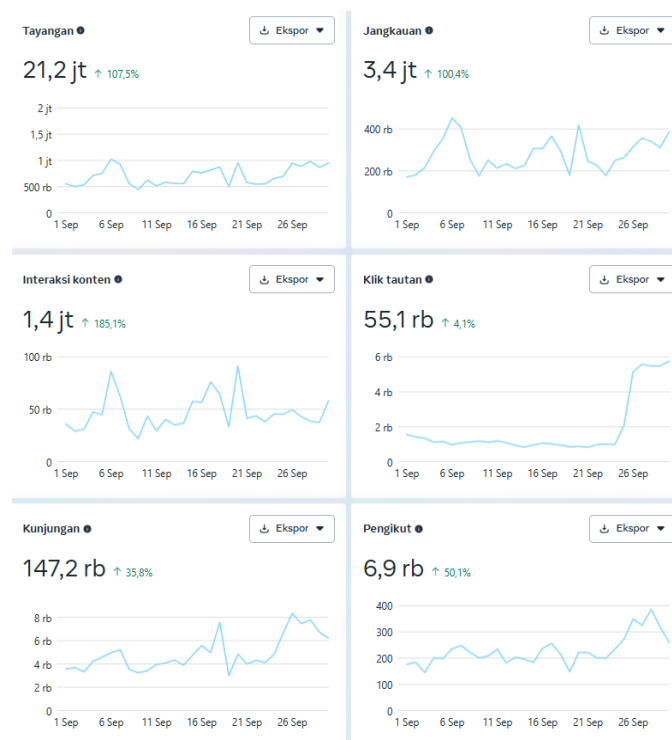 Tayangan
Ekspor
21,2 jt ↑ 107,5%
2 jt
1,5 jt
1 jt
500 rb
0
1 Sep 6 Sep 11 Sep 16 Sep 21 Sep 26 Sep
Jangkauan
Ekspor
3,4 jt ↑ 100,4%
400 rb
200 rb
0
1 Sep 6 Sep 11 Sep 16 Sep 21 Sep 26 Sep
Interaksi konten
Ekspor
1,4 jt ↑ 185,1%
100 rb
50 rb
0
1 Sep 6 Sep 11 Sep 16 Sep 21 Sep 26 Sep
Klik tautan
Ekspor
55,1 rb ↑ 4,1%
6 rb
4 rb
2 rb
0
1 Sep 6 Sep 11 Sep 16 Sep 21 Sep 26 Sep
Kunjungan
Ekspor
147,2 rb ↑ 35,8%
8 rb
6 rb
4 rb
2 rb
0
1 Sep 6 Sep 11 Sep 16 Sep 21 Sep 26 Sep
Pengikut
Ekspor
6,9 rb ↑ 50,1%
400
300
200
100
0
1 Sep 6 Sep 11 Sep 16 Sep 21 Sep 26 Sep